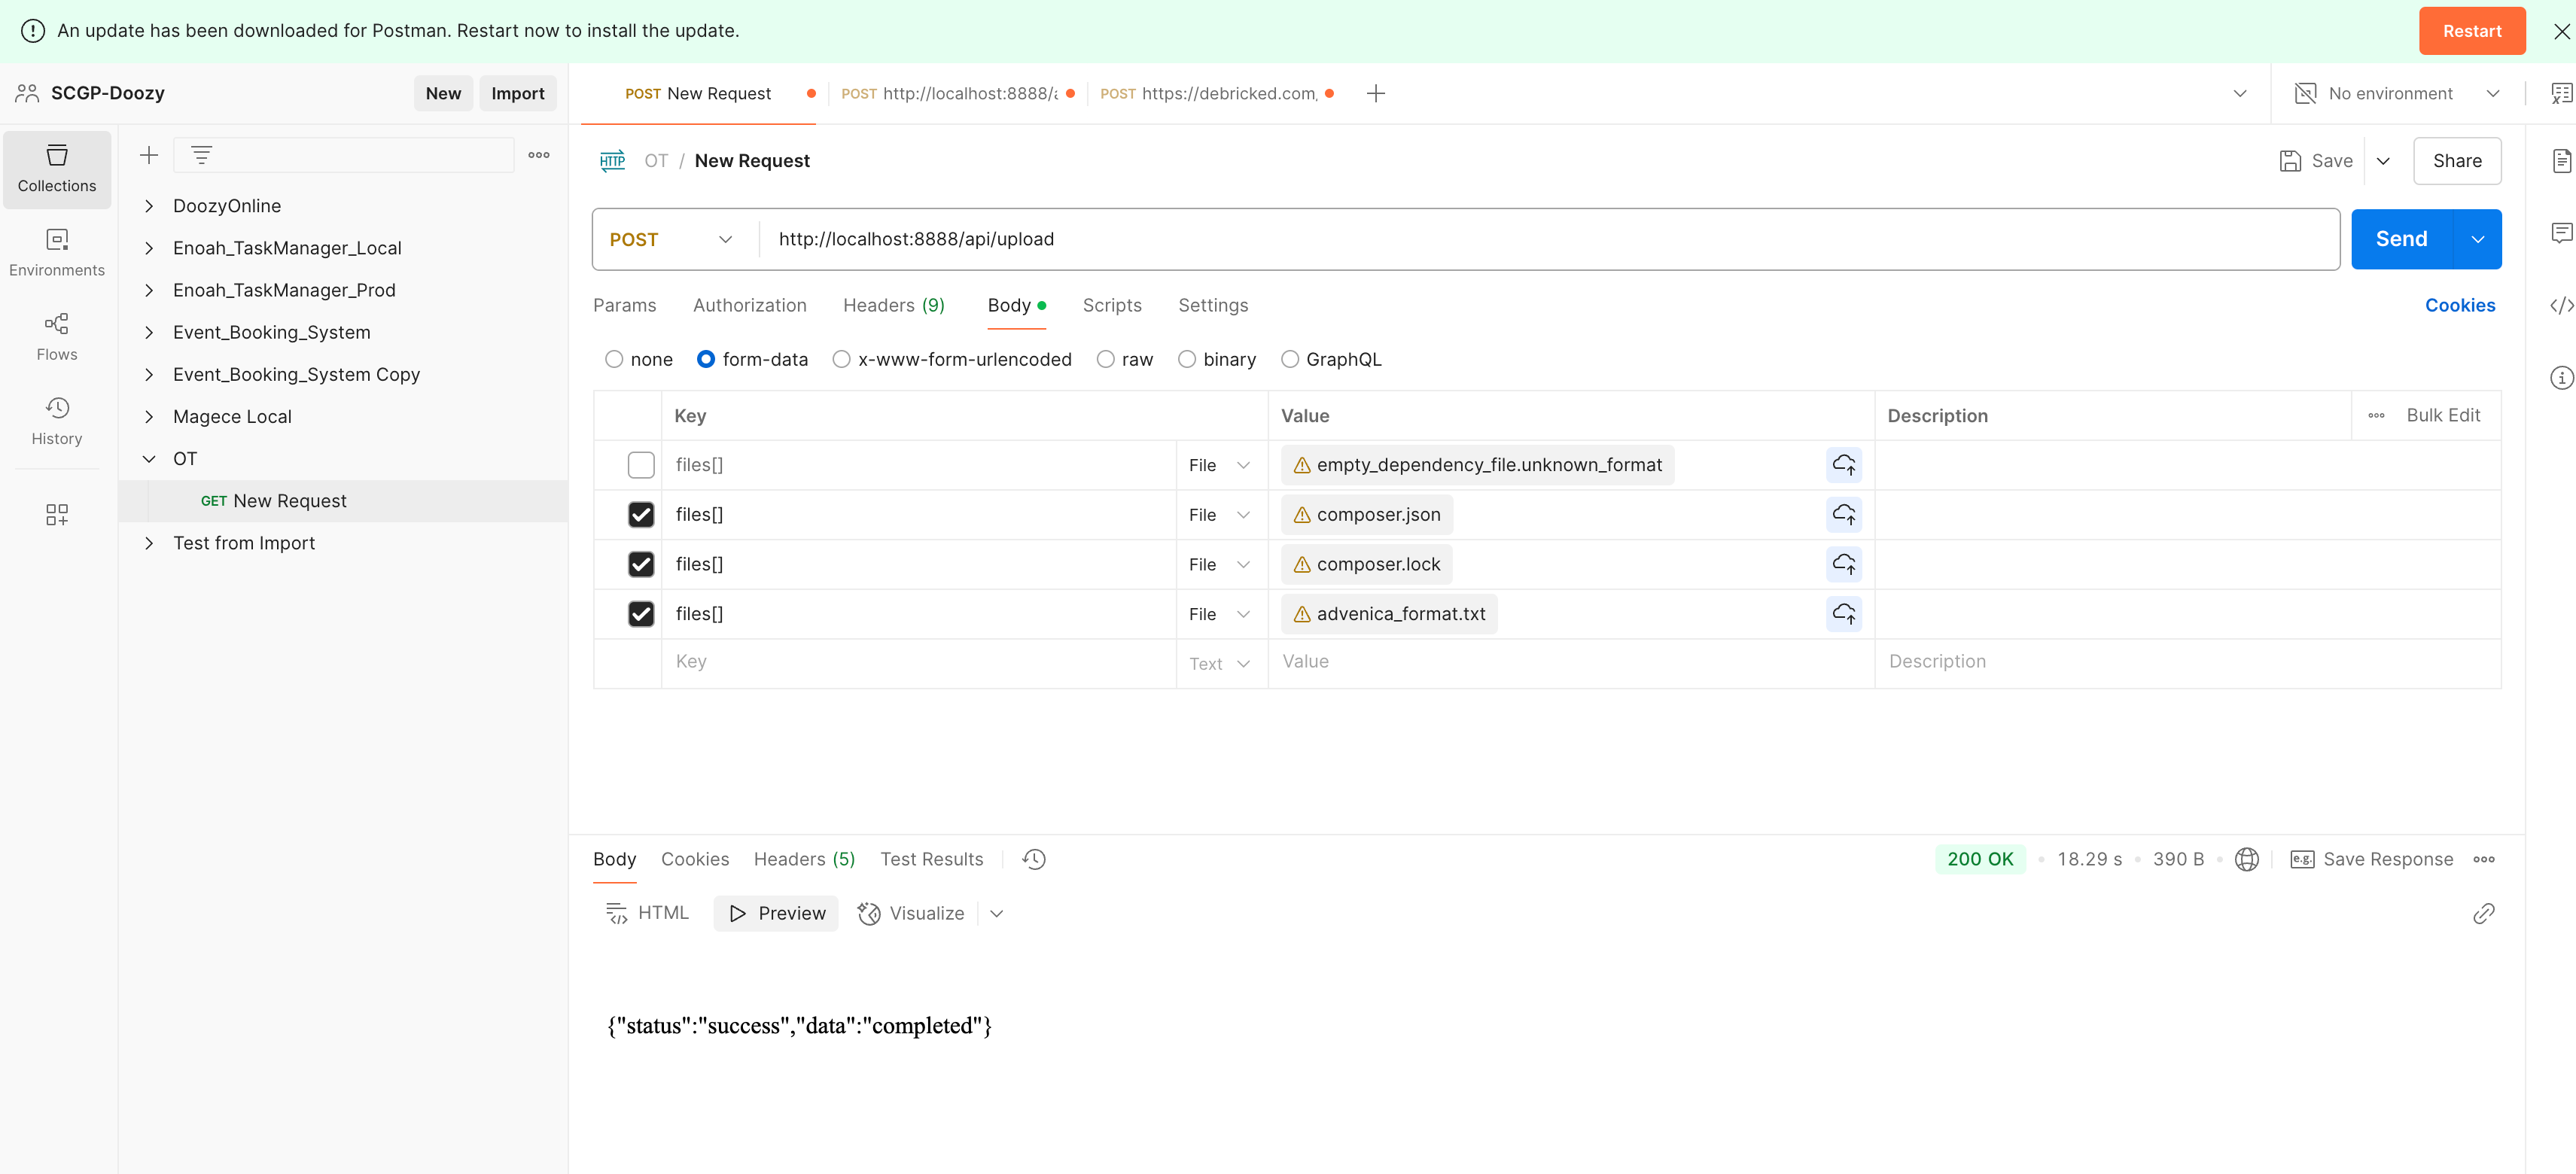 An update has been downloaded for Postman. Restart now to install the update.
Restart
SCGP-Doozy
New
Import
POST New Request
POST http://localhost:8888/a
POST https://debricked.com,
No environment
Collections
Environments
Flows
History
DoozyOnline
Enoah_TaskManager_Local
Enoah_TaskManager_Prod
Event_Booking_System
Event_Booking_System Copy
Magece Local
OT
GET New Request
Test from Import
HTTP OT / New Request
Save
Share
POST
http://localhost:8888/api/upload
Send
Params Authorization Headers (9) Body Scripts Settings
Cookies
none form-data x-www-form-urlencoded raw binary GraphQL
Key Value Description Bulk Edit
files[] File empty_dependency_file.unknown_format
files[] File composer.json
files[] File composer.lock
files[] File advenica_format.txt
Key Text Value Description
Body Cookies Headers (5) Test Results
200 OK 18.29 s 390 B e.g. Save Response
HTML Preview Visualize
{"status":"success","data":"completed"}